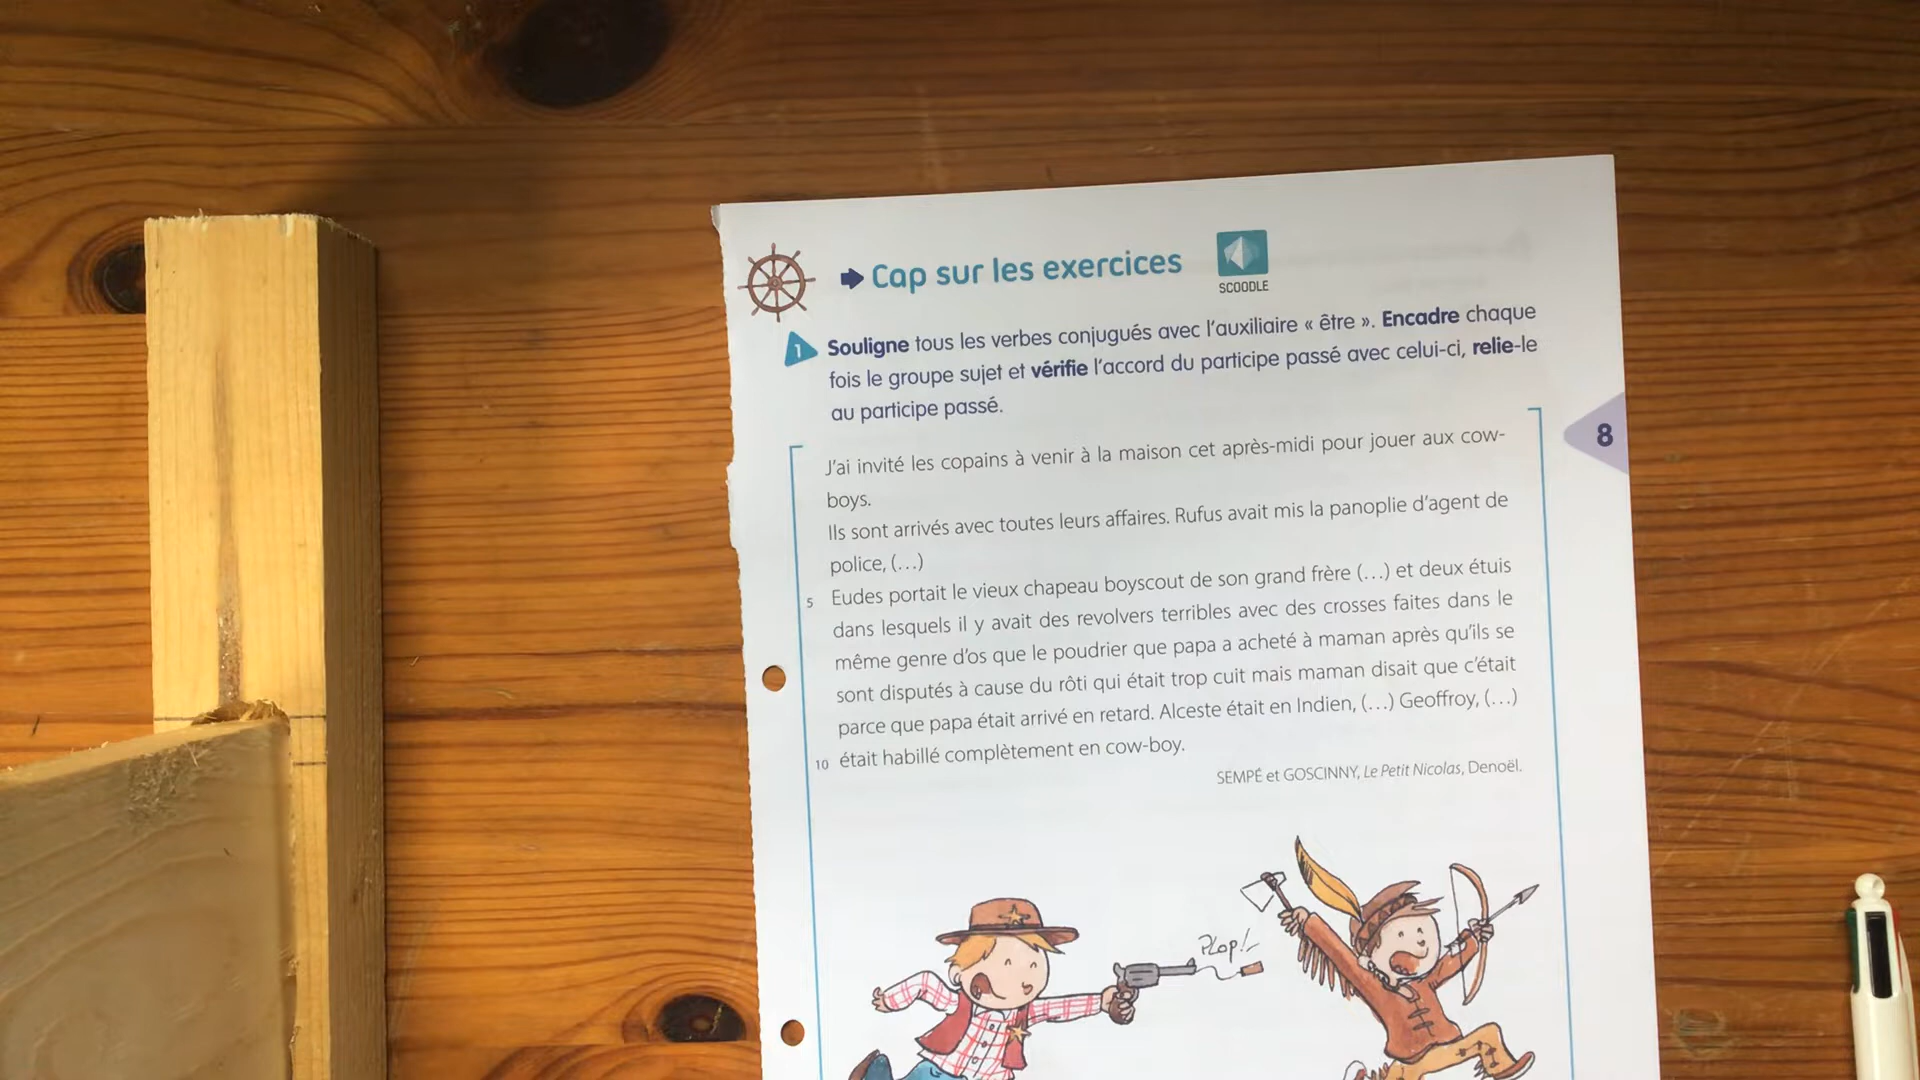 Cap sur les exercices
SCOODLE
1 Souligne tous les verbes conjugués avec l'auxiliaire « être ». Encadre chaque
fois le groupe sujet et vérifie l'accord du participe passé avec celui-ci, relie-le
au participe passé.
8
J'ai invité les copains à venir à la maison cet après-midi pour jouer aux cow-
boys.
Ils sont arrivés avec toutes leurs affaires. Rufus avait mis la panoplie d'agent de
police, (…)
5 Eudes portait le vieux chapeau boyscout de son grand frère (…) et deux étuis
dans lesquels il y avait des revolvers terribles avec des crosses faites dans le
même genre d'os que le poudrier que papa a acheté à maman après qu'ils se
sont disputés à cause du rôti qui était trop cuit mais maman disait que c'était
parce que papa était arrivé en retard. Alceste était en Indien, (…) Geoffroy, (…)
10 était habillé complètement en cow-boy.
SEMPÉ et GOSCINNY, Le Petit Nicolas, Denoël.
PLop!